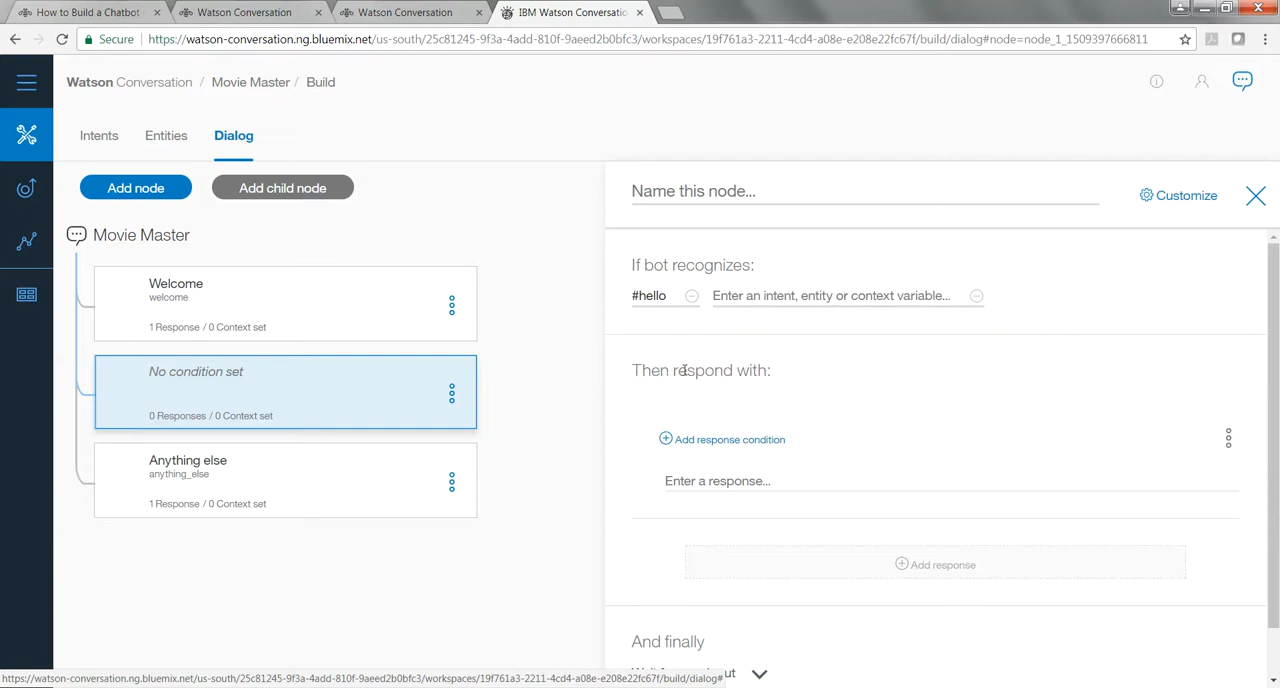 How to Build a Chatbot
Watson Conversation
Watson Conversation
IBM Watson Conversatio
Secure
https://watson-conversation.ng.bluemix.net/us-south/25c81245-9f3a-4add-810f-9aeed2b0bfc3/workspaces/19f761a3-2211-4cd4-a08e-e208e22fc67f/build/dialog#node=node_1_1509397666811
Watson Conversation / Movie Master / Build
Intents Entities Dialog
Add node Add child node
Name this node...
Customize
Movie Master
Welcome
welcome
1 Response / 0 Context set
No condition set
0 Responses / 0 Context set
Anything else
anything_else
1 Response / 0 Context set
If bot recognizes:
#hello Enter an intent, entity or context variable...
Then respond with:
Add response condition
Enter a response...
Add response
And finally
https://watson-conversation.ng.bluemix.net/us-south/25c81245-9f3a-4add-810f-9aeed2b0bfc3/workspaces/19f761a3-2211-4cd4-a08e-e208e22fc67f/build/dialog#